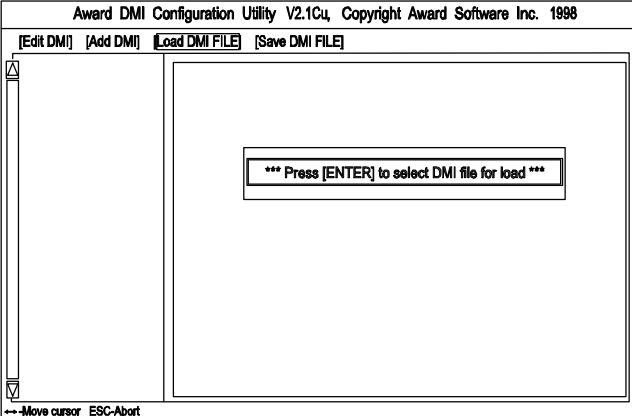 Award DMI Configuration Utility V2.1Cu, Copyright Award Software Inc. 1998
[Edit DMI] [Add DMI] [Load DMI FILE] [Save DMI FILE]
*** Press [ENTER] to select DMI file for load ***
↔-Move cursor ESC-Abort